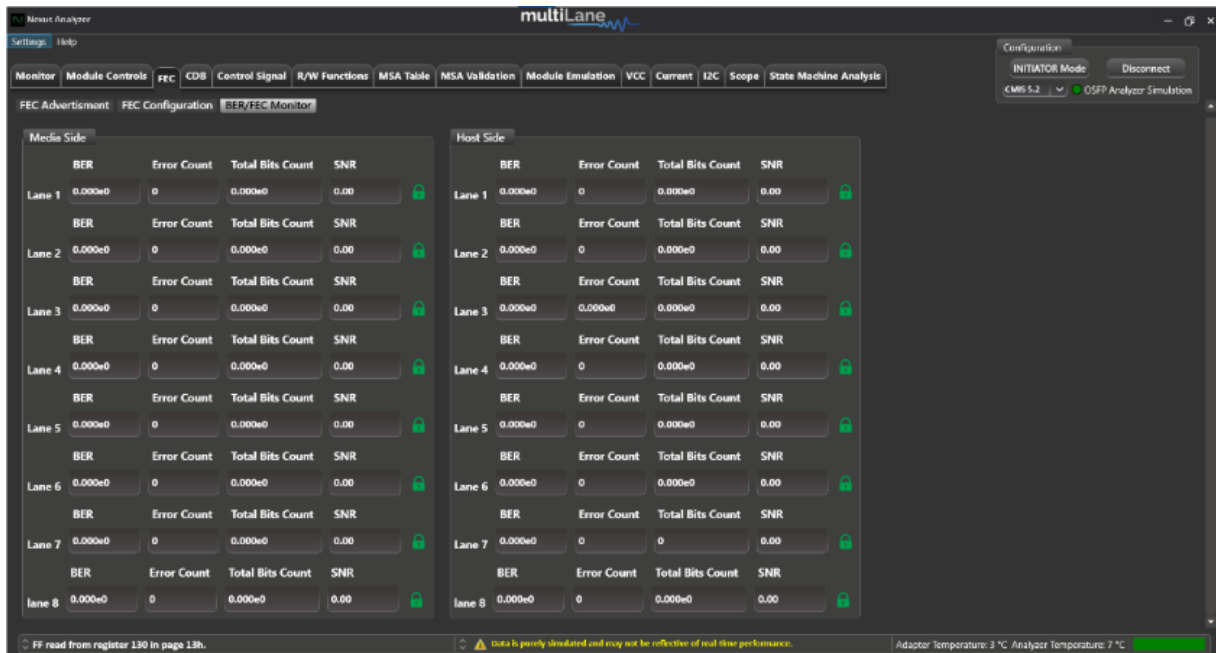 Nexus Analyzer multiLane
Settings Help
Configuration
Monitor Module Controls FEC CDB Control Signal R/W Functions MSA Table MSA Validation Module Emulation VCC Current I2C Scope State Machine Analysis
INITIATOR Mode Disconnect
CMIS 5.2 OSFP Analyzer Simulation
FEC Advertisment FEC Configuration BER/FEC Monitor
Media Side
BER Error Count Total Bits Count SNR
Lane 1 0.000e0 0 0.000e0 0.00
BER Error Count Total Bits Count SNR
Lane 2 0.000e0 0 0.000e0 0.00
BER Error Count Total Bits Count SNR
Lane 3 0.000e0 0 0.000e0 0.00
BER Error Count Total Bits Count SNR
Lane 4 0.000e0 0 0.000e0 0.00
BER Error Count Total Bits Count SNR
Lane 5 0.000e0 0 0.000e0 0.00
BER Error Count Total Bits Count SNR
Lane 6 0.000e0 0 0.000e0 0.00
BER Error Count Total Bits Count SNR
Lane 7 0.000e0 0 0.000e0 0.00
BER Error Count Total Bits Count SNR
lane 8 0.000e0 0 0.000e0 0.00
Host Side
BER Error Count Total Bits Count SNR
Lane 1 0.000e0 0 0.000e0 0.00
BER Error Count Total Bits Count SNR
Lane 2 0.000e0 0 0.000e0 0.00
BER Error Count Total Bits Count SNR
Lane 3 0.000e0 0.000e0 0.000e0 0.00
BER Error Count Total Bits Count SNR
Lane 4 0.000e0 0 0.000e0 0.00
BER Error Count Total Bits Count SNR
Lane 5 0.000e0 0 0.000e0 0.00
BER Error Count Total Bits Count SNR
Lane 6 0.000e0 0 0.000e0 0.00
BER Error Count Total Bits Count SNR
Lane 7 0.000e0 0 0 0.00
BER Error Count Total Bits Count SNR
lane 8 0.000e0 0 0.000e0 0.00
FF read from register 130 in page 13h.
Data is purely simulated and may not be reflective of real time performance.
Adapter Temperature: 3 °C Analyzer Temperature: 7 °C